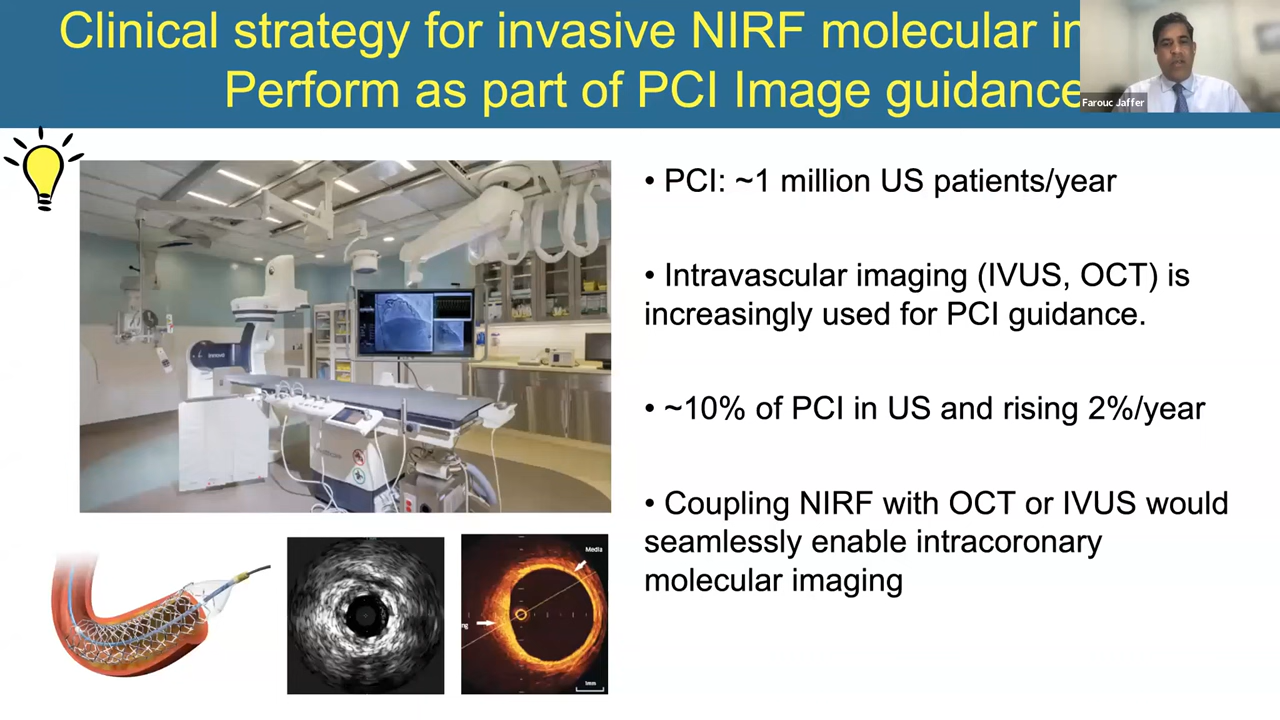 Clinical strategy for invasive NIRF molecular
Perform as part of PCI Image guidance
Farouc Jaffer
• PCI: ~1 million US patients/year
• Intravascular imaging (IVUS, OCT) is
increasingly used for PCI guidance.
• ~10% of PCI in US and rising 2%/year
• Coupling NIRF with OCT or IVUS would
seamlessly enable intracoronary
molecular imaging
Media
1mm